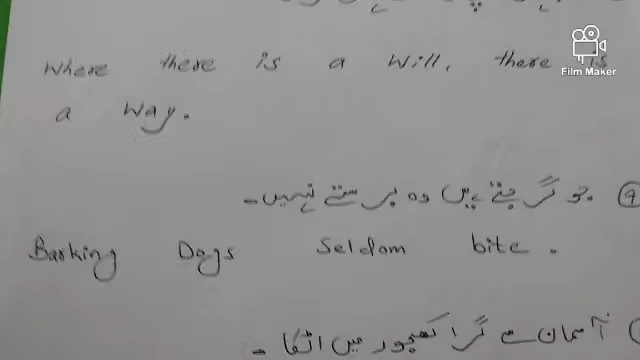 Where there is a will, there is
a way.
جو گرجتے ہیں وہ برستے نہیں۔
Barking Dogs Seldom bite.
آسمان سے گرا کھجور میں اٹکا۔
Film Maker